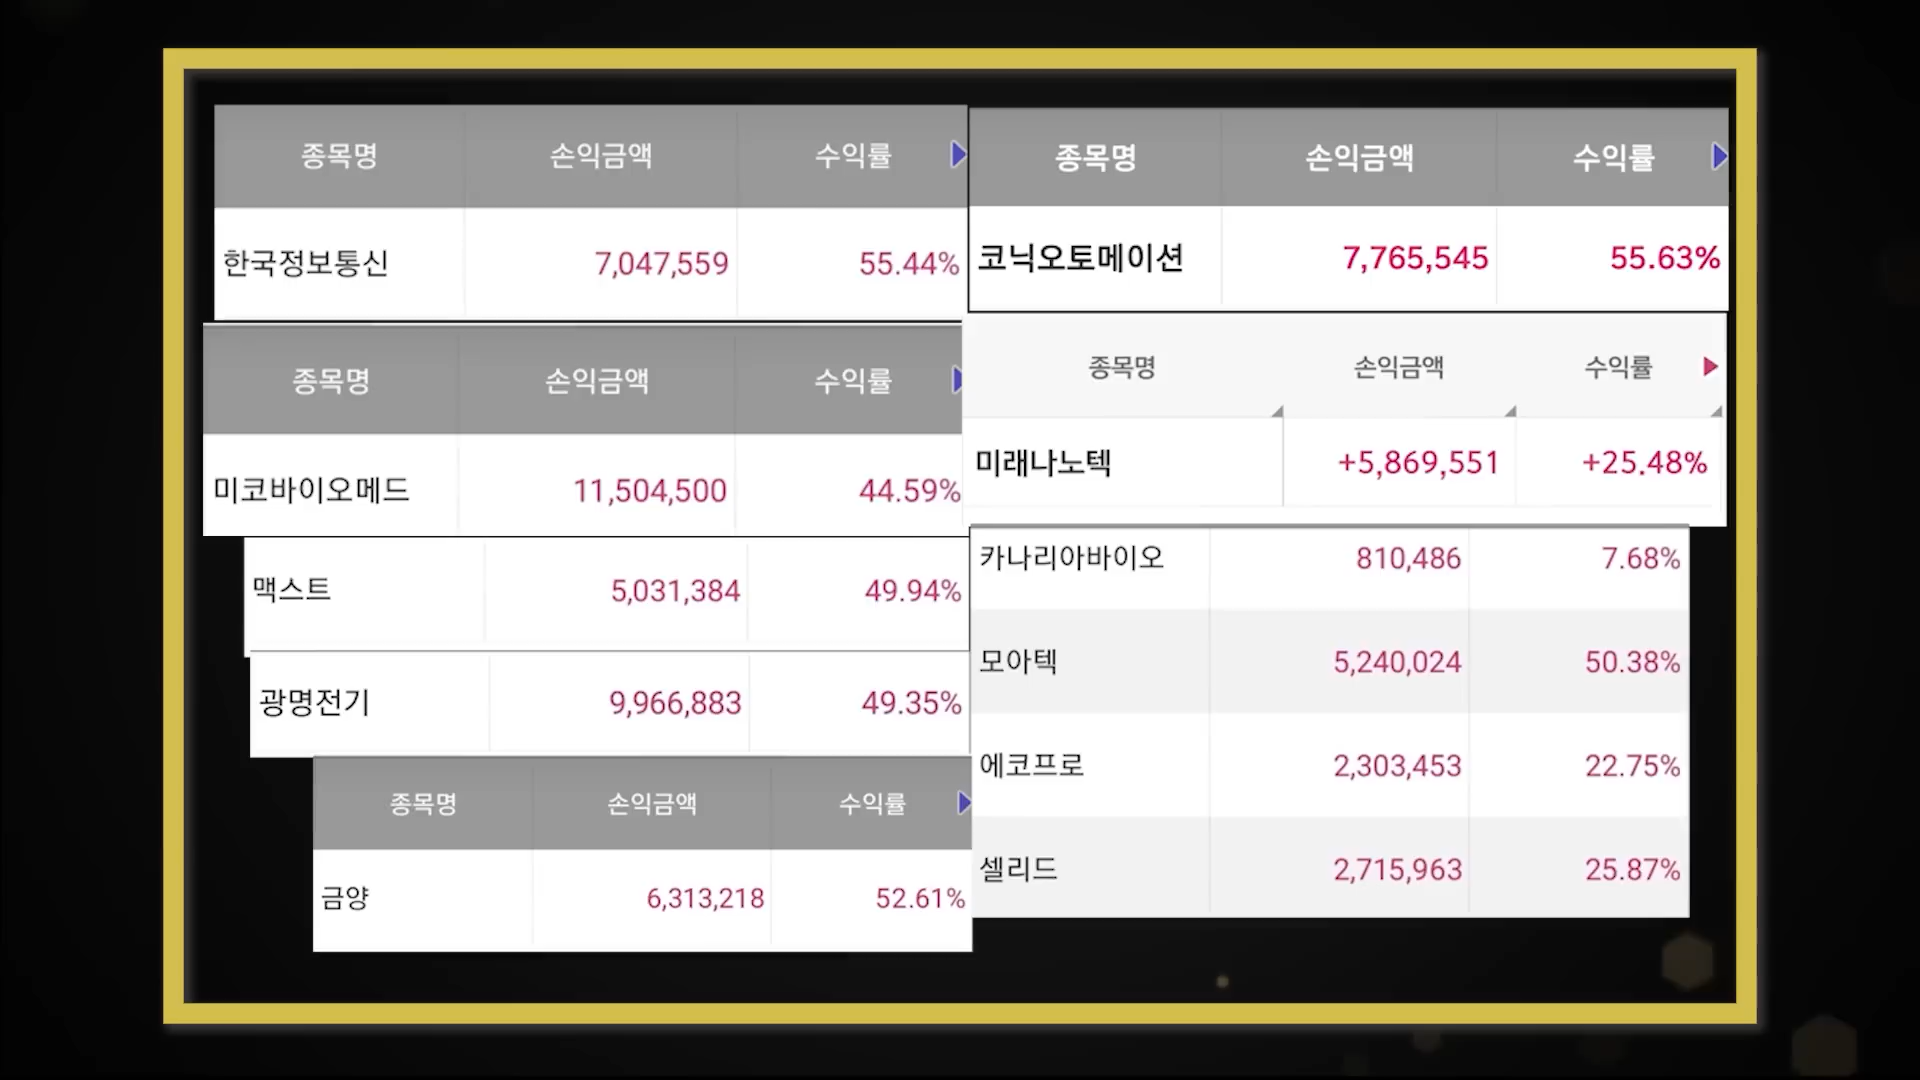 종목명 손익금액 수익률
한국정보통신 7,047,559 55.44%
종목명 손익금액 수익률
미코바이오메드 11,504,500 44.59%
맥스트 5,031,384 49.94%
광명전기 9,966,883 49.35%
종목명 손익금액 수익률
금양 6,313,218 52.61%
종목명 손익금액 수익률
코닉오토메이션 7,765,545 55.63%
종목명 손익금액 수익률
미래나노텍 +5,869,551 +25.48%
카나리아바이오 810,486 7.68%
모아텍 5,240,024 50.38%
에코프로 2,303,453 22.75%
셀리드 2,715,963 25.87%